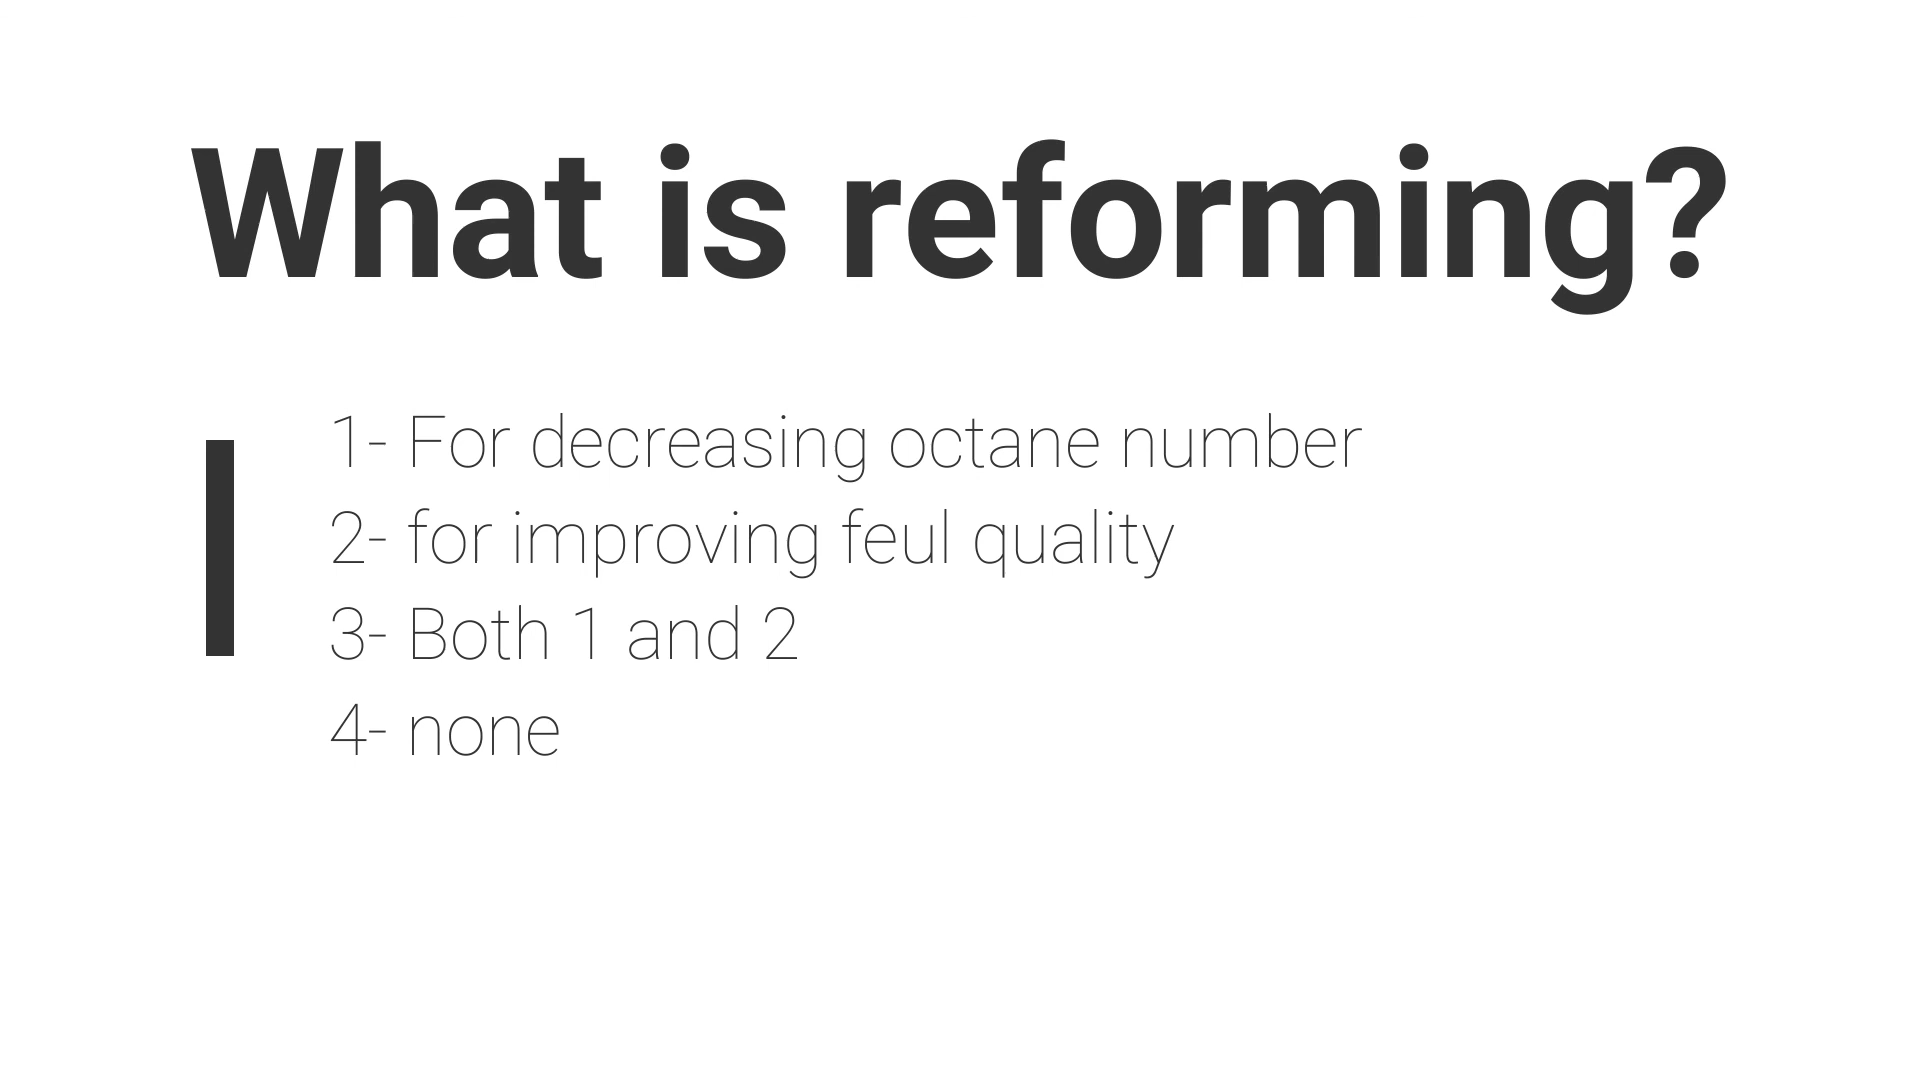 What is reforming?
1- For decreasing octane number
2- for improving feul quality
3- Both 1 and 2
4- none